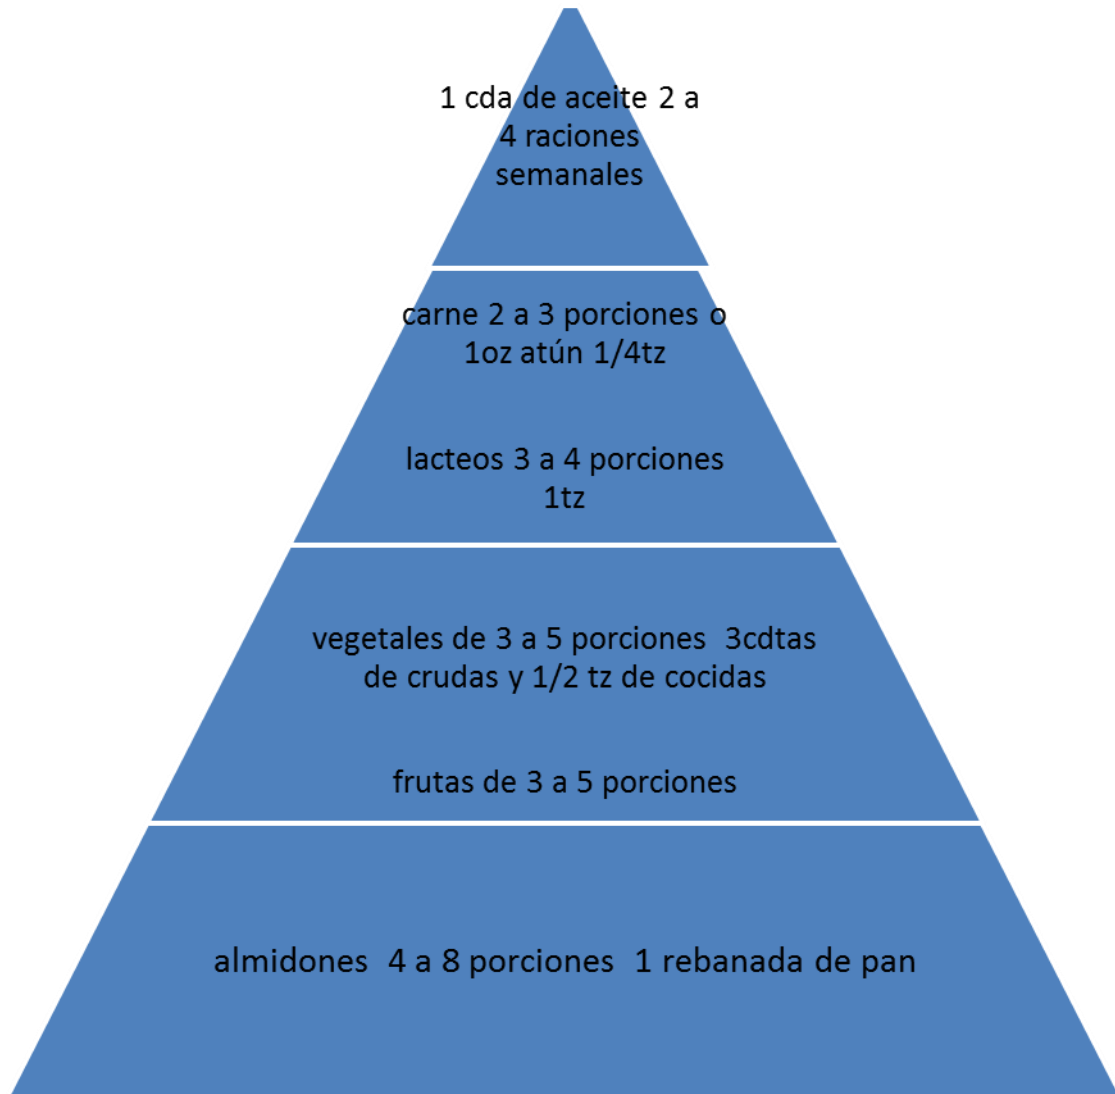 1 cda de aceite 2 a
4 raciones
semanales
carne 2 a 3 porciones o
1oz atún 1/4tz
lacteos 3 a 4 porciones
1tz
vegetales de 3 a 5 porciones  3cdtas
de crudas y 1/2 tz de cocidas
frutas de 3 a 5 porciones
almidones  4 a 8 porciones  1 rebanada de pan